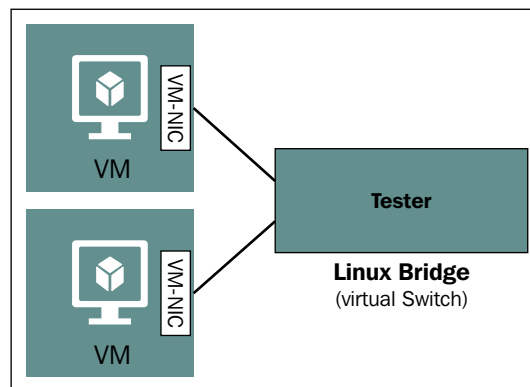 VM-NIC
VM
VM-NIC
VM
Tester
Linux Bridge
(virtual Switch)